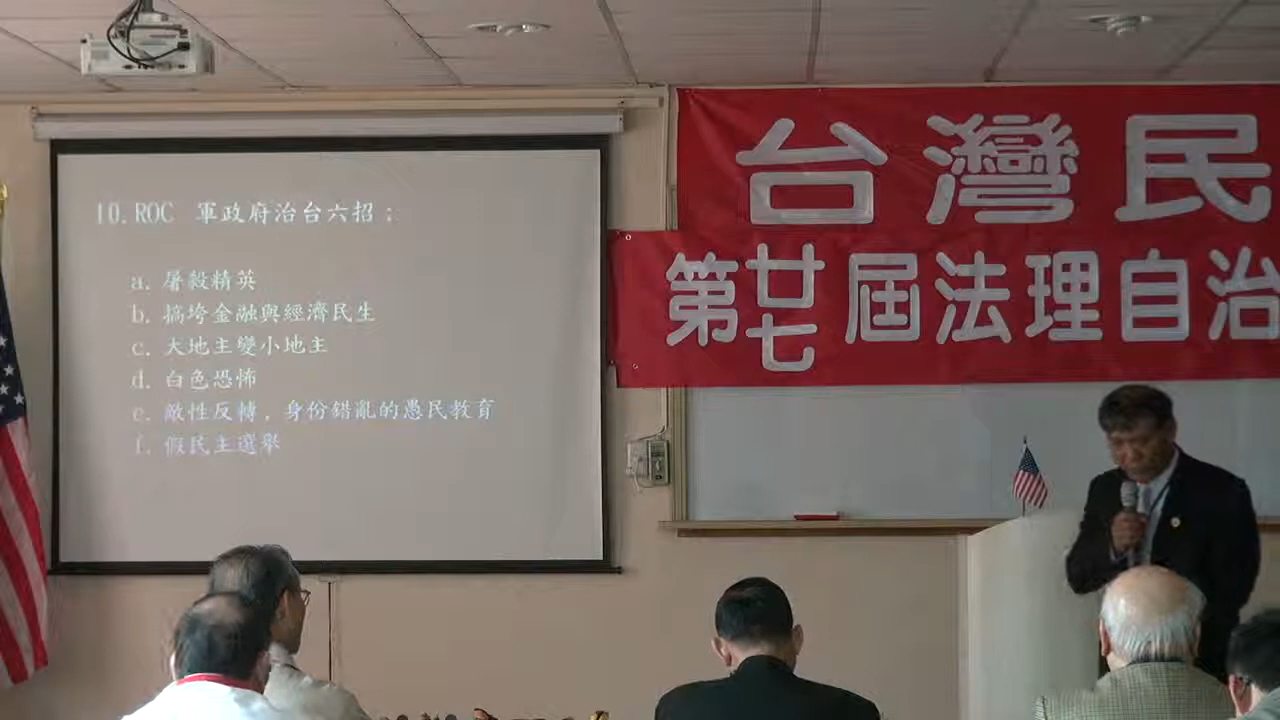 10.ROC 軍政府治台六招：
a. 屠殺精英
b. 搞垮金融與經濟民生
c. 大地主變小地主
d. 白色恐怖
e. 敵性反轉，身份錯亂的愚民教育
f. 假民主選舉
台灣民
第廿七屆法理自治